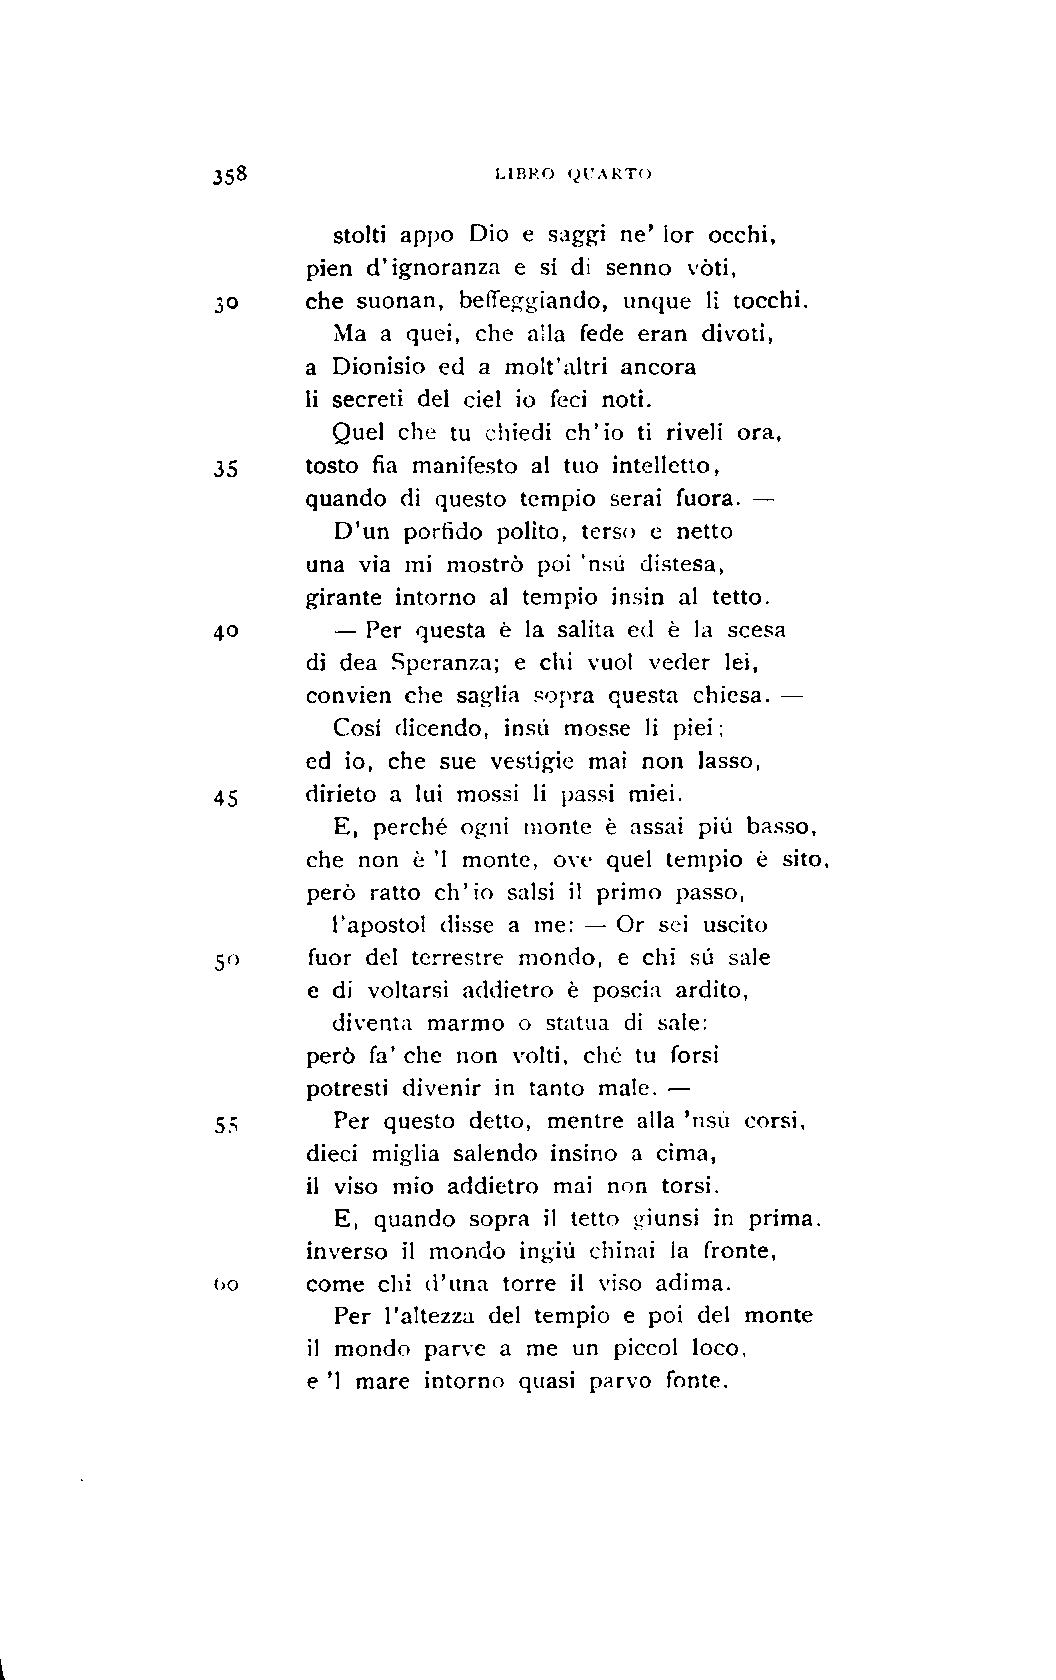 358 LIBRO QUARTO
stolti appo Dio e saggi ne' lor occhi,
pien d'ignoranza e sí di senno vòti,
30 che suonan, beffeggiando, unque li tocchi.
Ma a quei, che alla fede eran divoti,
a Dionisio ed a molt'altri ancora
li secreti del ciel io feci noti.
Quel che tu chiedi ch'io ti riveli ora,
35 tosto fia manifesto al tuo intelletto,
quando di questo tempio serai fuora. —
D'un porfido polito, terso e netto
una via mi mostrò poi 'nsú distesa,
girante intorno al tempio insin al tetto.
40 — Per questa è la salita ed è la scesa
di dea Speranza; e chi vuol veder lei,
convien che saglia sopra questa chiesa. —
Cosí dicendo, insú mosse li piei;
ed io, che sue vestigie mai non lasso,
45 dirieto a lui mossi li passi miei.
E, perché ogni monte è assai piú basso,
che non è 'l monte, ove quel tempio è sito,
però ratto ch'io salsi il primo passo,
l'apostol disse a me: — Or sei uscito
50 fuor del terrestre mondo, e chi sú sale
e di voltarsi addietro è poscia ardito,
diventa marmo o statua di sale:
però fa' che non volti, ché tu forsi
potresti divenir in tanto male. —
55 Per questo detto, mentre alla 'nsú corsi,
dieci miglia salendo insino a cima,
il viso mio addietro mai non torsi.
E, quando sopra il tetto giunsi in prima,
inverso il mondo ingiú chinai la fronte,
60 come chi d'una torre il viso adima.
Per l'altezza del tempio e poi del monte
il mondo parve a me un piccol loco,
e 'l mare intorno quasi parvo fonte.